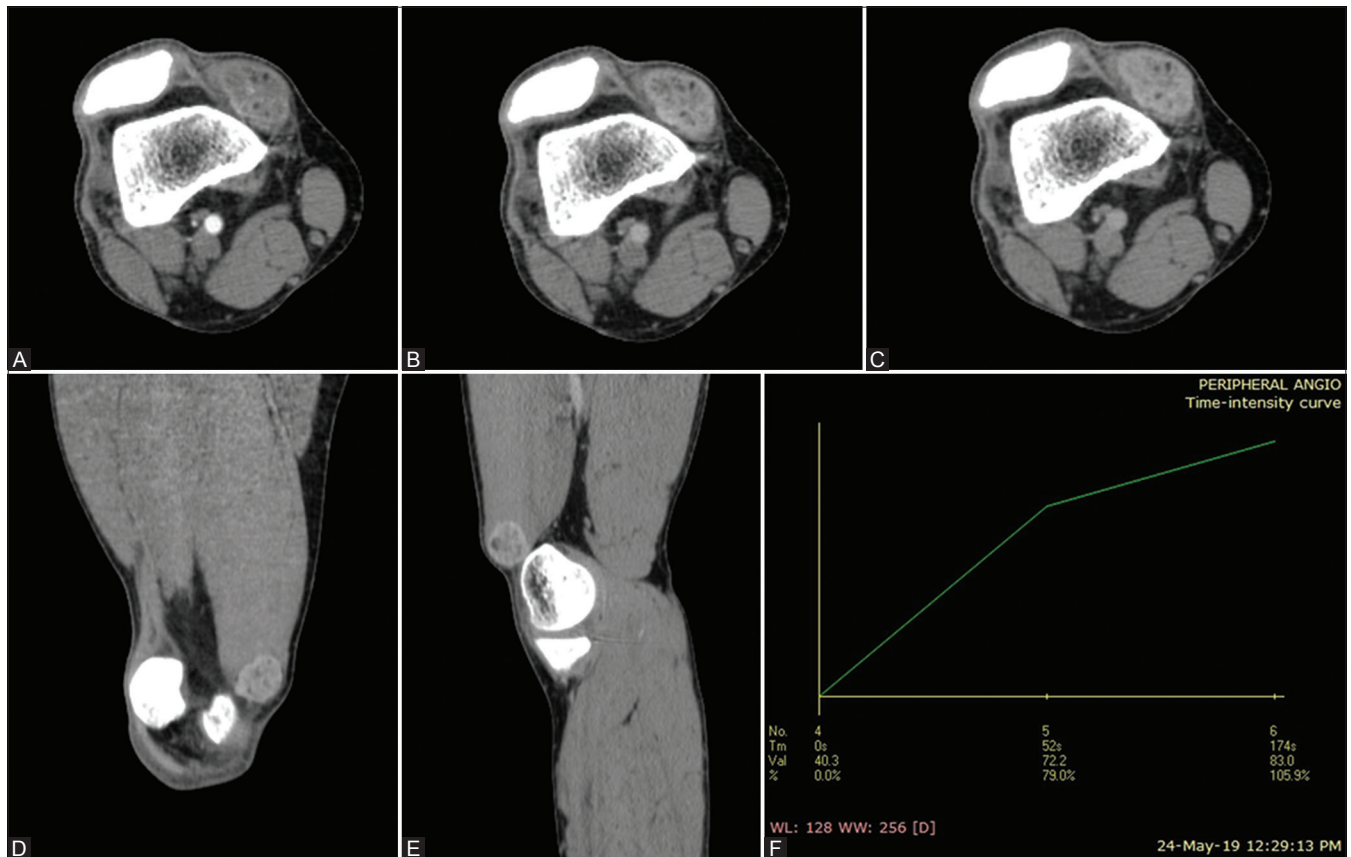 A
B
C
D
E
PERIPHERAL ANGIO
Time-intensity curve
No. 4 5 6
Tm 0s 52s 174s
Val 40.3 72.2 83.0
% 0.0% 79.0% 105.9%
WL: 128 WW: 256 [D]
F
24-May-19 12:29:13 PM